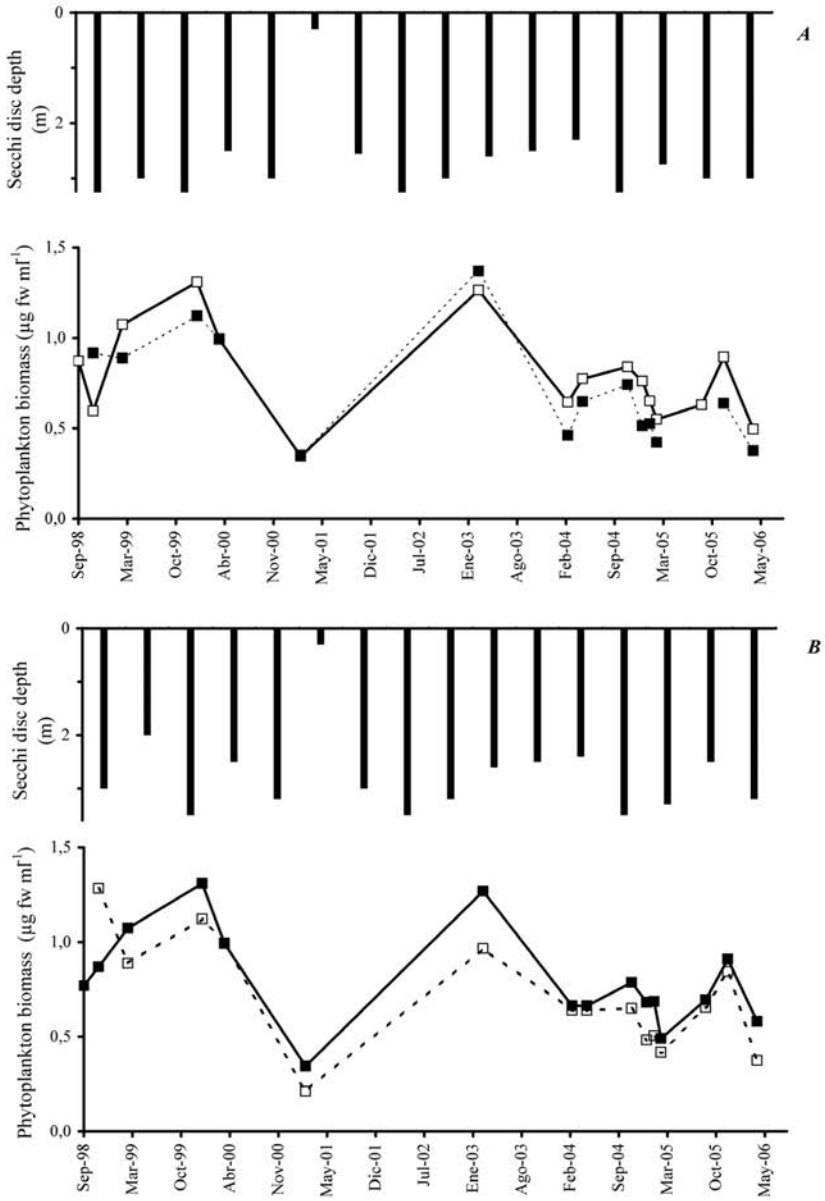 0
A
2
Secchi disc depth
(m)
1,5
1,0
0,5
0,0
Phytoplankton biomass (µg fw ml⁻¹)
Sep-98
Mar-99
Oct-99
Abr-00
Nov-00
May-01
Dic-01
Jul-02
Ene-03
Ago-03
Feb-04
Sep-04
Mar-05
Oct-05
May-06
0
B
2
Secchi disc depth
(m)
1,5
1,0
0,5
0,0
Phytoplankton biomass (µg fw ml⁻¹)
Sep-98
Mar-99
Oct-99
Abr-00
Nov-00
May-01
Dic-01
Jul-02
Ene-03
Ago-03
Feb-04
Sep-04
Mar-05
Oct-05
May-06